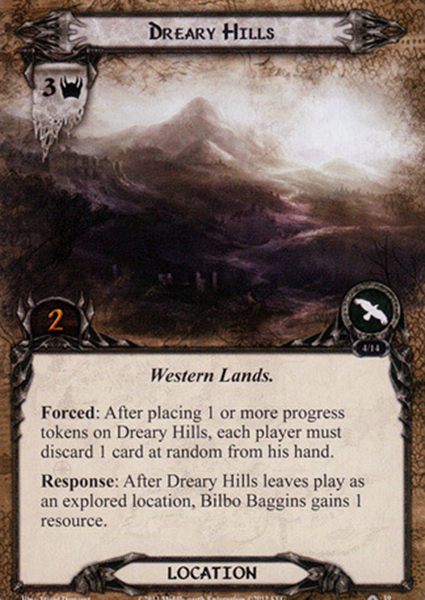 DREARY HILLS
3
2
4/14
Western Lands.
Forced: After placing 1 or more progress
tokens on Dreary Hills, each player must
discard 1 card at random from his hand.
Response: After Dreary Hills leaves play as
an explored location, Bilbo Baggins gains 1
resource.
LOCATION